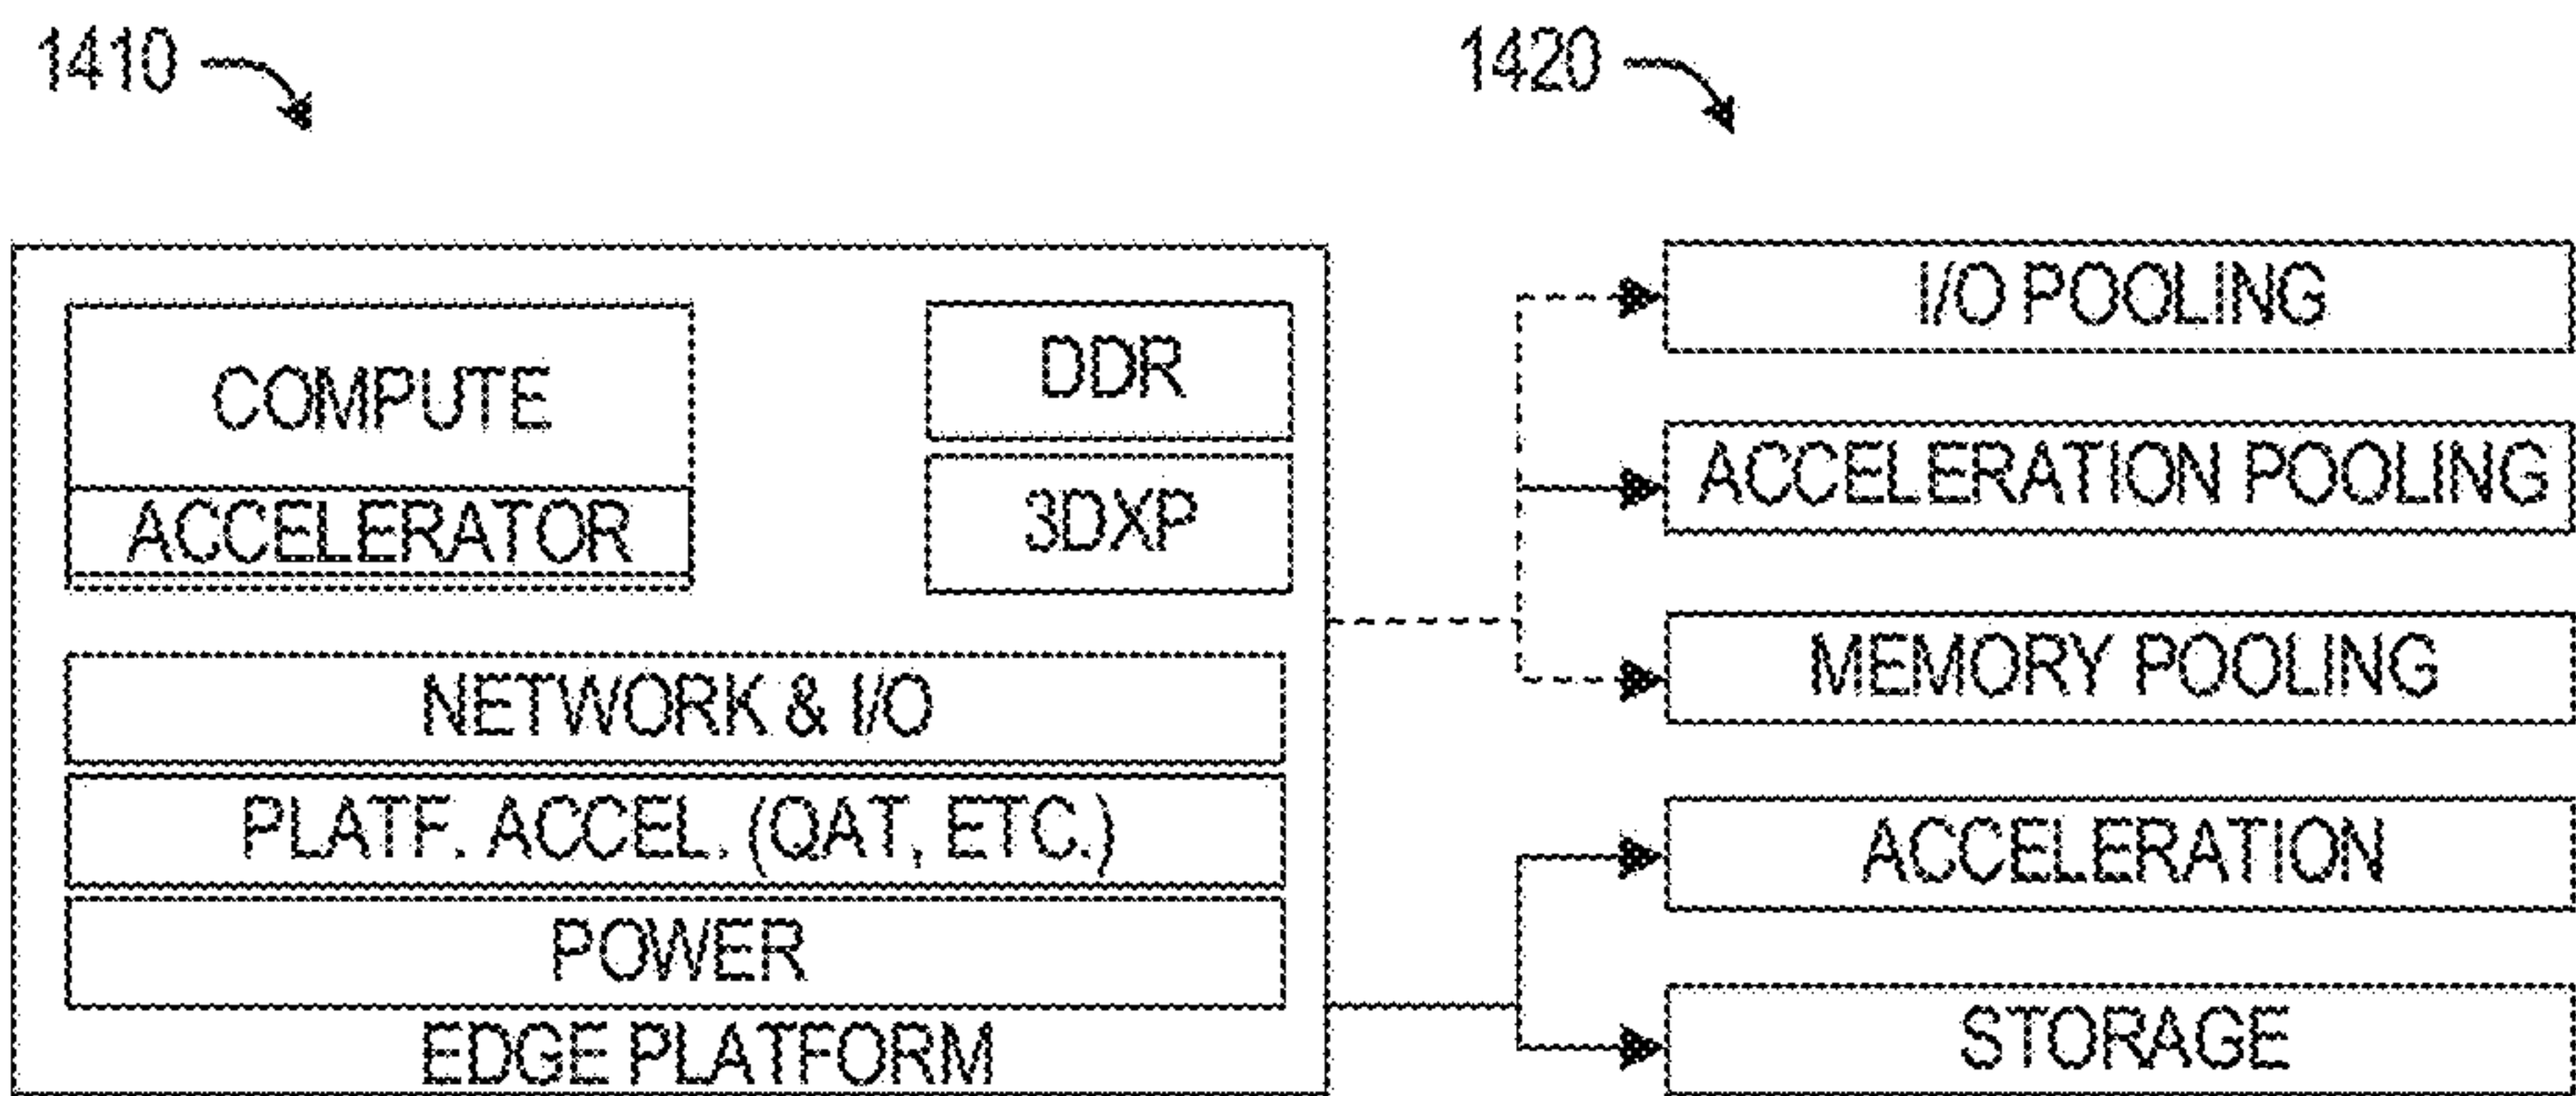 1410
1420
COMPUTE
ACCELERATOR
DDR
3DXP
NETWORK & I/O
PLATF. ACCEL. (QAT, ETC.)
POWER
EDGE PLATFORM
I/O POOLING
ACCELERATION POOLING
MEMORY POOLING
ACCELERATION
STORAGE